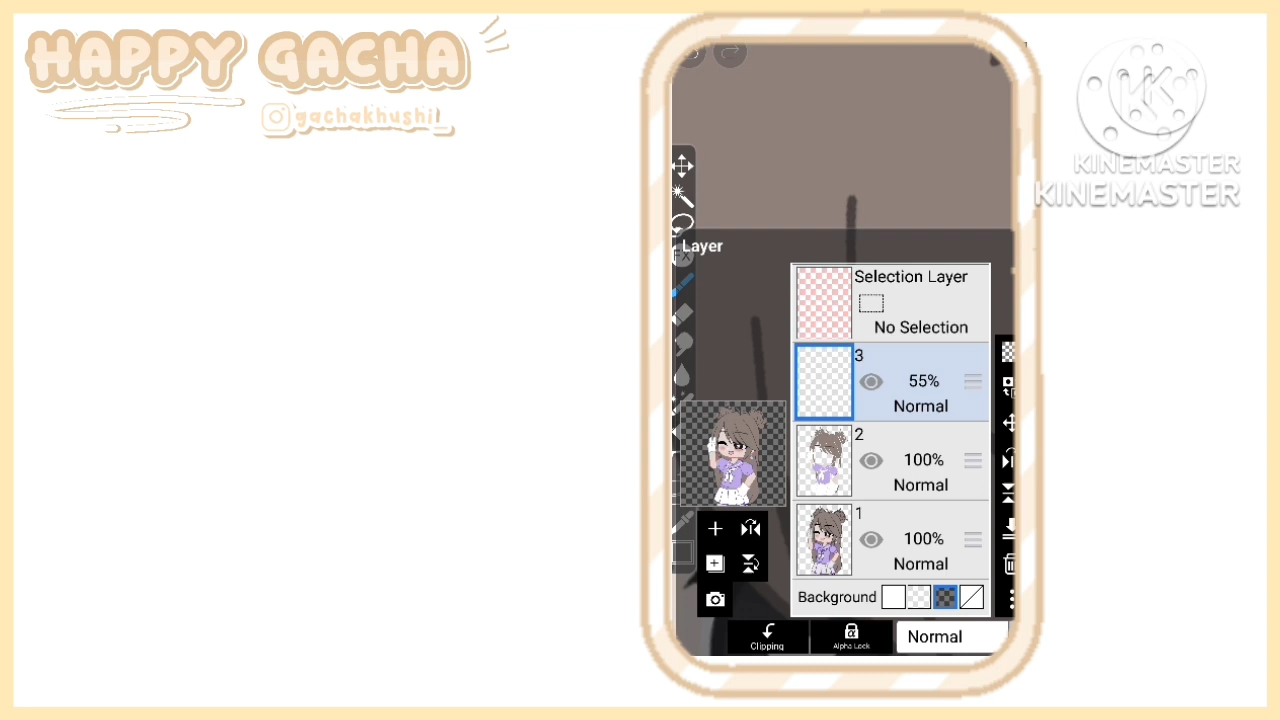 HAPPY GACHA
gachakhushi_
KINEMASTER
KINEMASTER
Layer
FX
Selection Layer
No Selection
3
55%
Normal
2
100%
Normal
1
100%
Normal
Background
Clipping
Alpha Lock
Normal